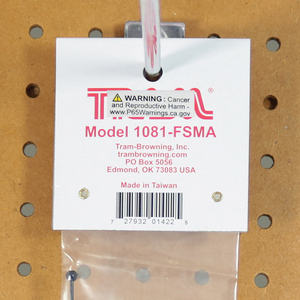 TRAM
WARNING: Cancer
and Reproductive Harm -
www.P65Warnings.ca.gov
Model 1081-FSMA
Tram-Browning, Inc.
trambrowning.com
PO Box 5056
Edmond, OK 73083 USA
Made in Taiwan
7 27932 01422 5